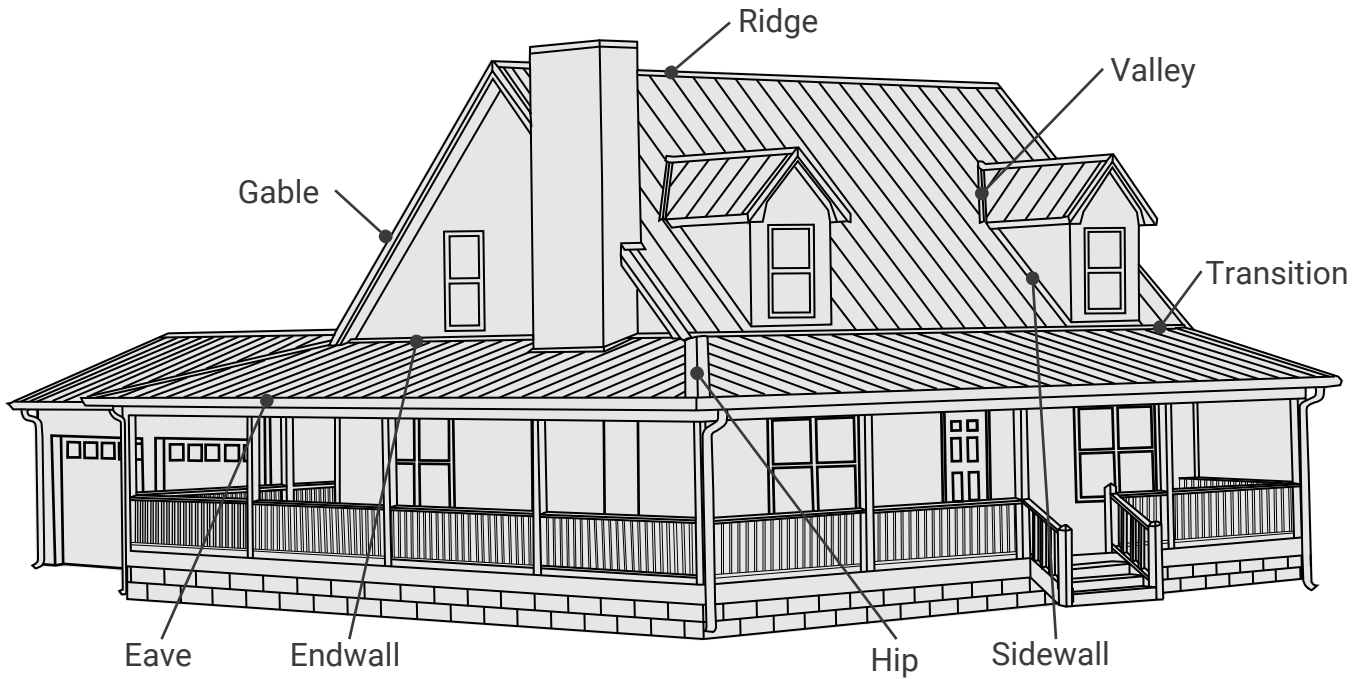 Ridge
Valley
Gable
Transition
Eave
Endwall
Hip
Sidewall